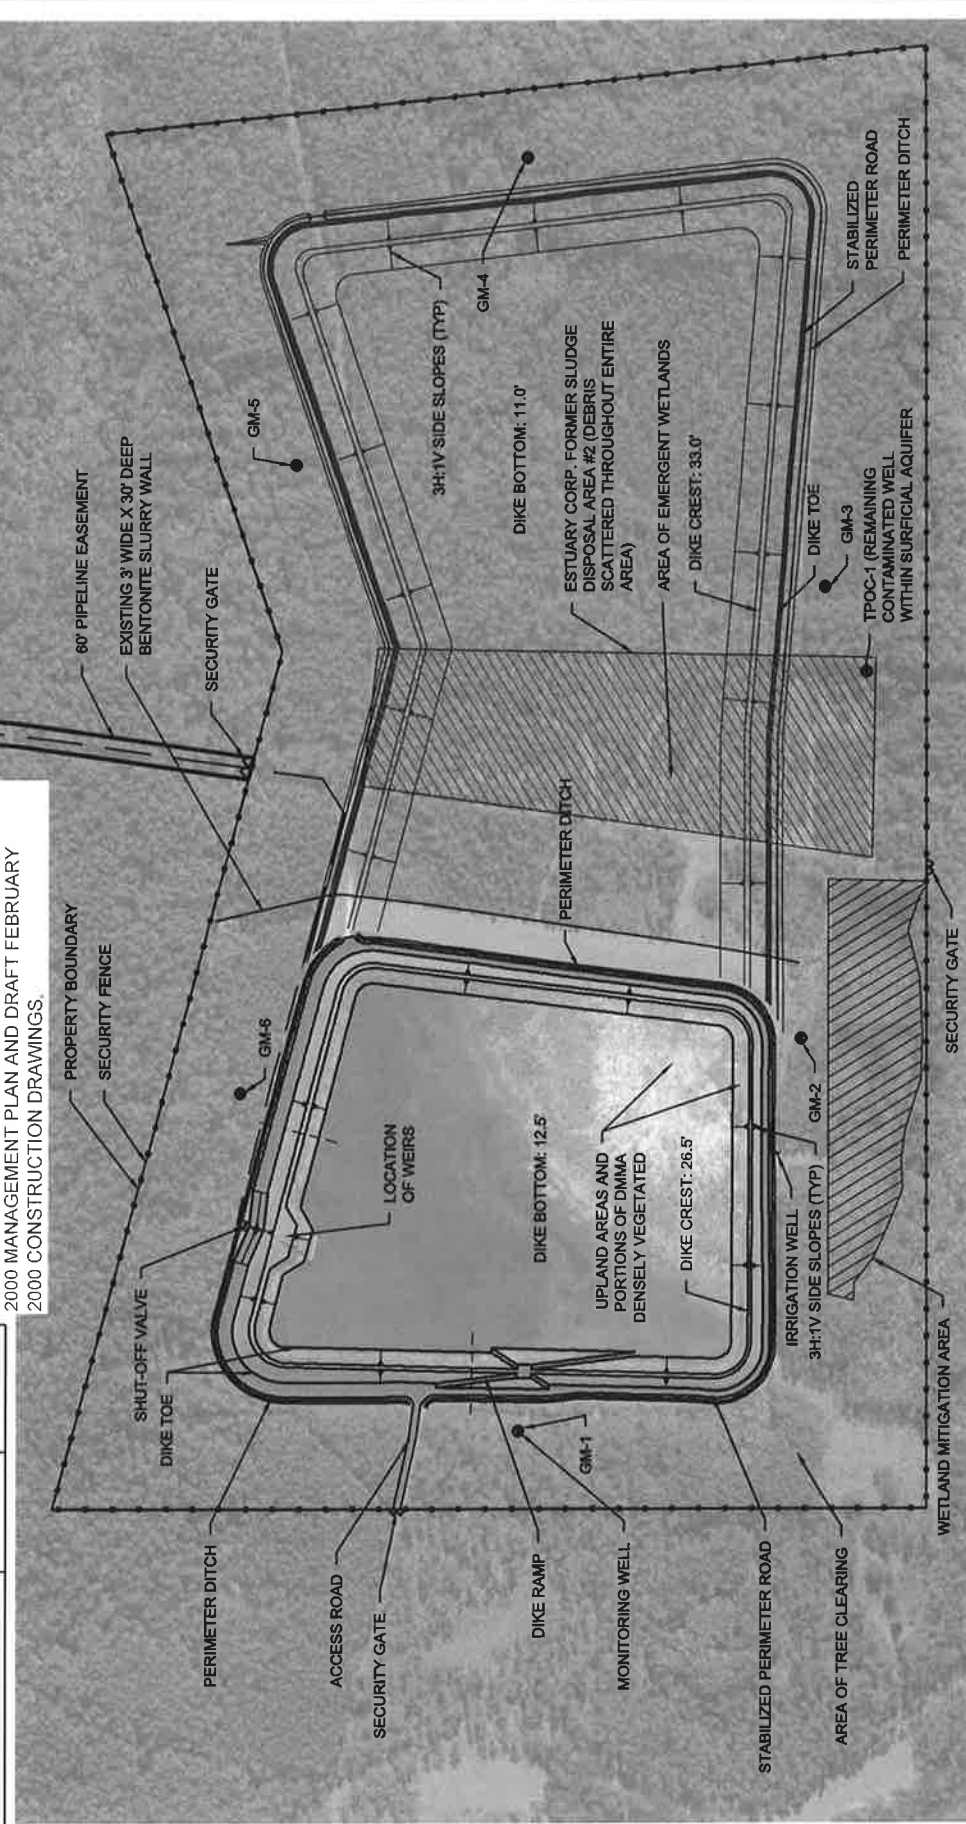 2000 MANAGEMENT PLAN AND DRAFT FEBRUARY
2000 CONSTRUCTION DRAWINGS.
PROPERTY BOUNDARY
SECURITY FENCE
60' PIPELINE EASEMENT
EXISTING 3' WIDE X 30' DEEP
BENTONITE SLURRY WALL
SECURITY GATE
GM-5
GM-6
SHUT-OFF VALVE
DIKE TOE
PERIMETER DITCH
ACCESS ROAD
SECURITY GATE
DIKE RAMP
MONITORING WELL
STABILIZED PERIMETER ROAD
AREA OF TREE CLEARING
GM-1
LOCATION
OF WEIRS
DIKE BOTTOM: 12.5'
UPLAND AREAS AND
PORTIONS OF DMMA
DENSELY VEGETATED
DIKE CREST: 26.5'
IRRIGATION WELL
3H:1V SIDE SLOPES (TYP)
GM-2
WETLAND MITIGATION AREA
SECURITY GATE
PERIMETER DITCH
3H:1V SIDE SLOPES (TYP)
GM-4
DIKE BOTTOM: 11.0'
ESTUARY CORP. FORMER SLUDGE
DISPOSAL AREA #2 (DEBRIS
SCATTERED THROUGHOUT ENTIRE
AREA)
AREA OF EMERGENT WETLANDS
DIKE CREST: 33.0'
DIKE TOE
GM-3
TPOC-1 (REMAINING
CONTAMINATED WELL
WITHIN SURFICIAL AQUIFER
STABILIZED
PERIMETER ROAD
PERIMETER DITCH